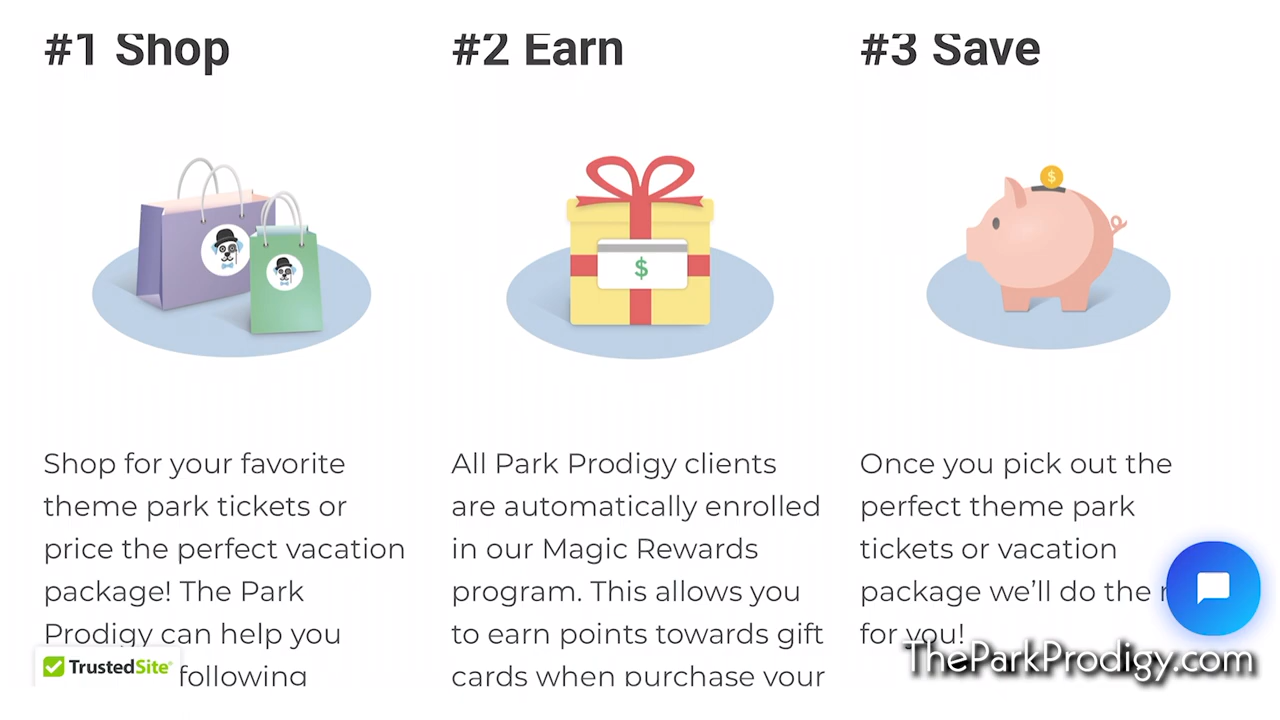 #1 Shop
Shop for your favorite
theme park tickets or
price the perfect vacation
package! The Park
Prodigy can help you
following
#2 Earn
$
All Park Prodigy clients
are automatically enrolled
in our Magic Rewards
program. This allows you
to earn points towards gift
cards when purchase your
#3 Save
$
Once you pick out the
perfect theme park
tickets or vacation
package we’ll do the
for you!
TrustedSite
TheParkProdigy.com